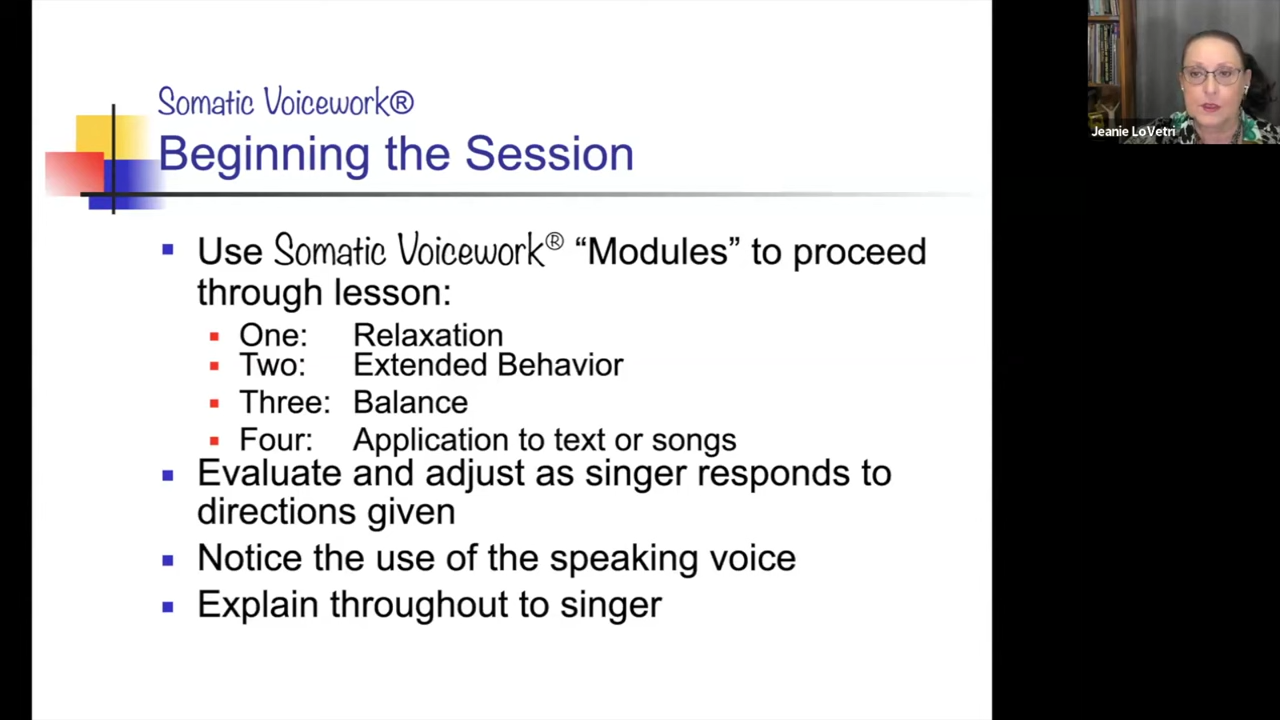 Somatic Voicework®
Beginning the Session
Use Somatic Voicework® “Modules” to proceed
through lesson:
One: Relaxation
Two: Extended Behavior
Three: Balance
Four: Application to text or songs
Evaluate and adjust as singer responds to
directions given
Notice the use of the speaking voice
Explain throughout to singer
Jeanie LoVetri